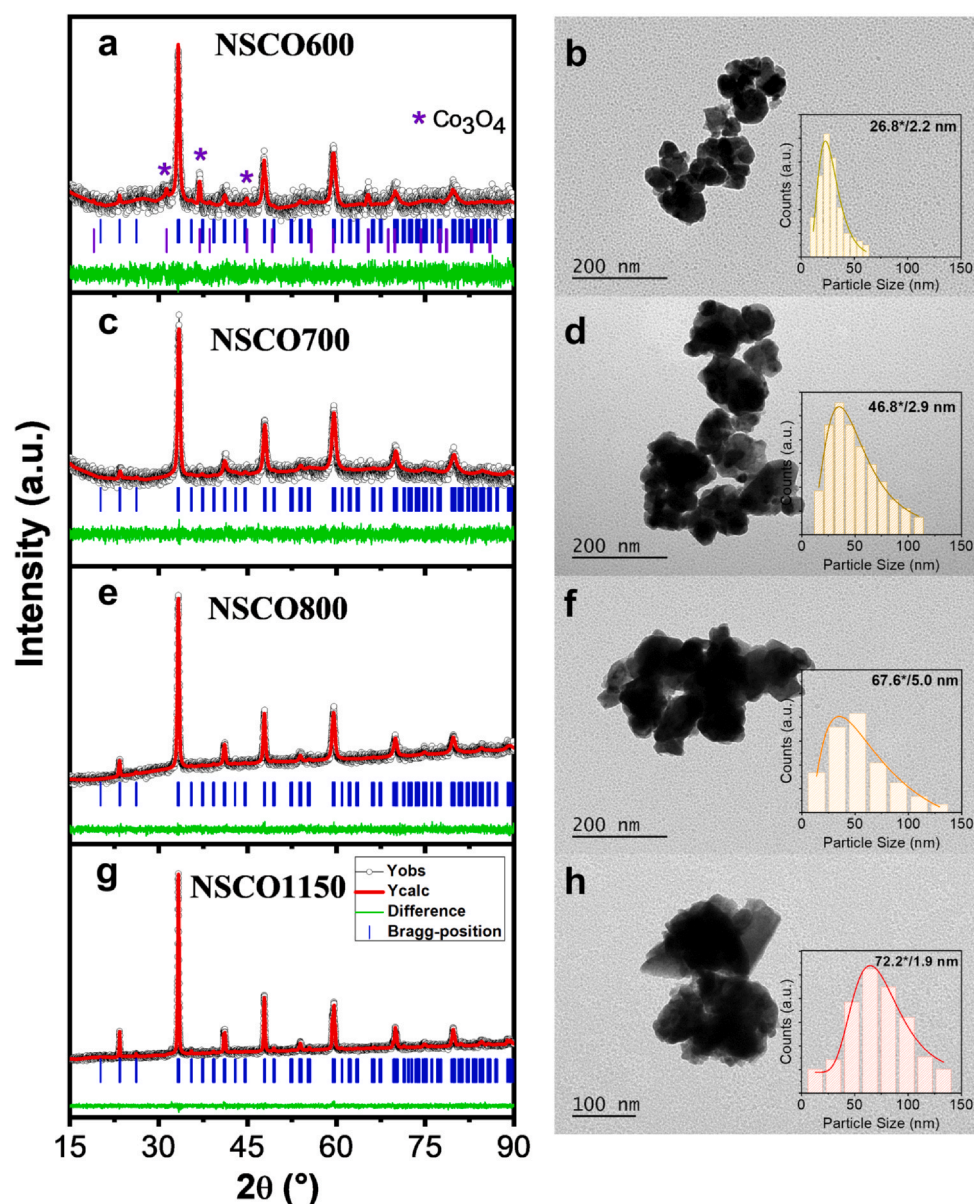 Intensity (a.u.)
a
NSCO600
* Co₃O₄
*
*
*
c
NSCO700
e
NSCO800
g
NSCO1150
Yobs
Ycalc
Difference
Bragg-position
15 30 45 60 75 90
2θ (°)
b
26.8*/2.2 nm
Counts (a.u.)
0 50 100 150
Particle Size (nm)
200 nm
d
46.8*/2.9 nm
Counts (a.u.)
0 50 100 150
Particle Size (nm)
200 nm
f
67.6*/5.0 nm
Counts (a.u.)
0 50 100 150
Particle Size (nm)
200 nm
h
72.2*/1.9 nm
Counts (a.u.)
0 50 100 150
Particle Size (nm)
100 nm